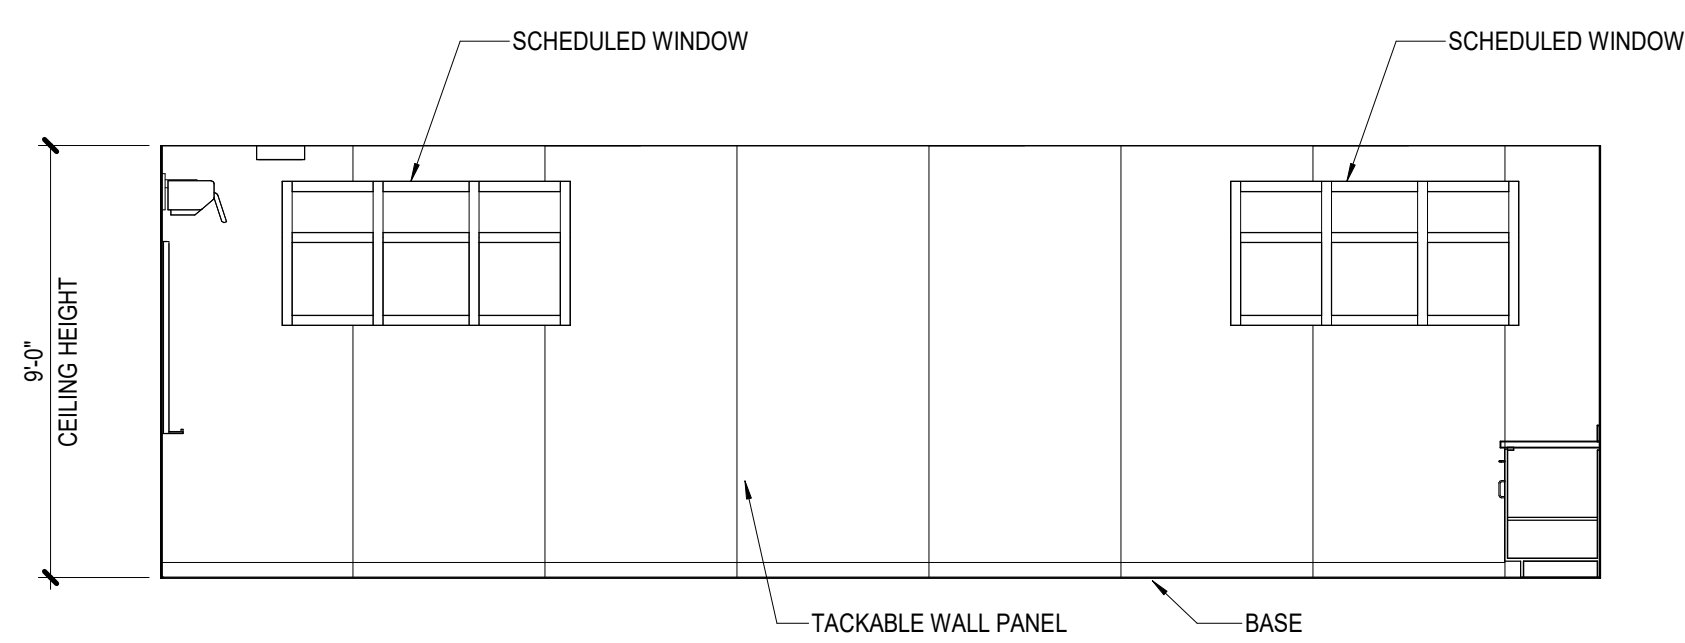 SCHEDULED WINDOW
SCHEDULED WINDOW
9'-0"
CEILING HEIGHT
TACKABLE WALL PANEL
BASE